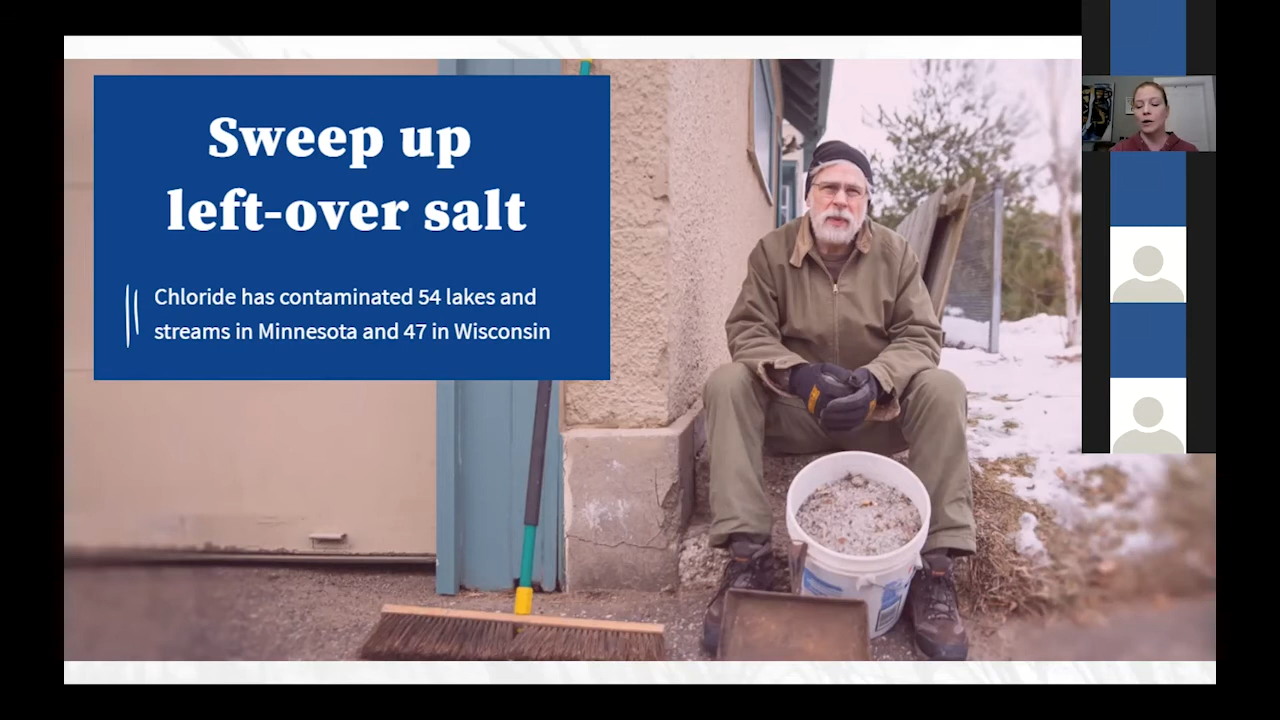 Sweep up
left-over salt
Chloride has contaminated 54 lakes and
streams in Minnesota and 47 in Wisconsin